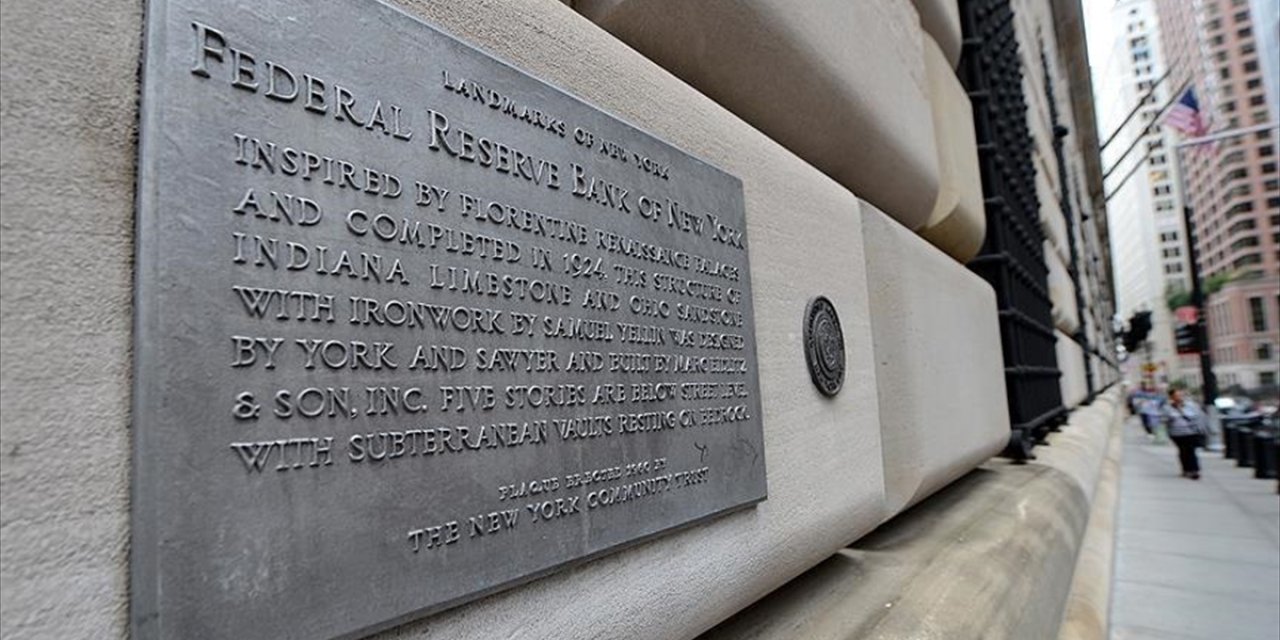 LANDMARKS OF NEW YORK
FEDERAL RESERVE BANK OF NEW YORK
INSPIRED BY FLORENTINE RENAISSANCE PALACES
AND COMPLETED IN 1924, THIS STRUCTURE OF
INDIANA LIMESTONE AND OHIO SANDSTONE
WITH IRONWORK BY SAMUEL YELLIN WAS DESIGNED
BY YORK AND SAWYER AND BUILT BY MARC EIDLITZ
& SON, INC. FIVE STORIES ARE BELOW STREET LEVEL
WITH SUBTERRANEAN VAULTS RESTING ON BEDROCK.
PLAQUE ERECTED 1960 BY
THE NEW YORK COMMUNITY TRUST